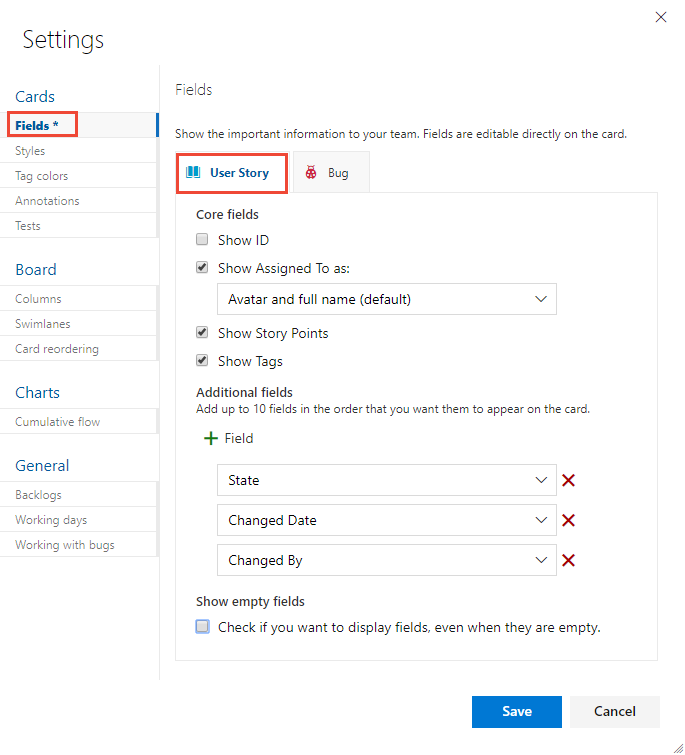 Settings
Cards
Fields *
Styles
Tag colors
Annotations
Tests
Board
Columns
Swimlanes
Card reordering
Charts
Cumulative flow
General
Backlogs
Working days
Working with bugs
Fields
Show the important information to your team. Fields are editable directly on the card.
User Story
Bug
Core fields
Show ID
Show Assigned To as:
Avatar and full name (default)
Show Story Points
Show Tags
Additional fields
Add up to 10 fields in the order that you want them to appear on the card.
Field
State
Changed Date
Changed By
Show empty fields
Check if you want to display fields, even when they are empty.
Save
Cancel